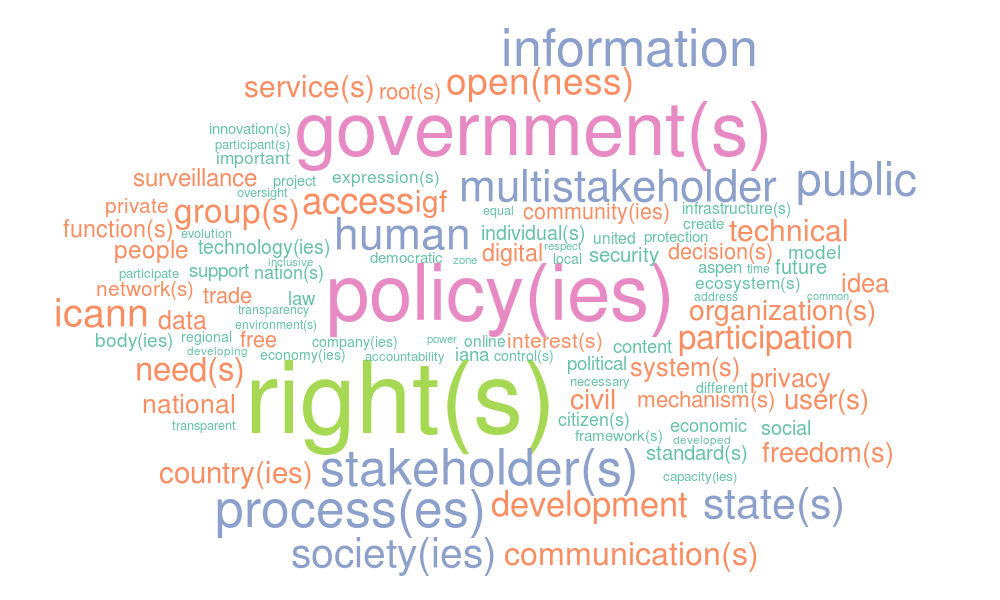 information
service(s) root(s) open(ness)
innovation(s) government(s)
participant(s)
important
surveillance project expression(s) multistakeholder public
oversight
private group(s) access igf equal community(ies) infrastructure(s)
function(s) evolution human individual(s) united protection create technical
people technology(ies) democratic zone digital respect local security decision(s) model
participate support nation(s) inclusive policy(ies) aspen time future
network(s) trade law ecosystem(s) idea
address common
icann data transparency organization(s)
environment(s)
body(ies) regional free company(ies) power online interest(s) content participation
developing economy(ies) accountability iana control(s)
need(s) right(s) political system(s) privacy
necessary different
national civil mechanism(s) user(s)
transparent citizen(s) economic social
framework(s) developed
country(ies) stakeholder(s) standard(s) freedom(s)
capacity(ies)
process(es) development state(s)
society(ies) communication(s)